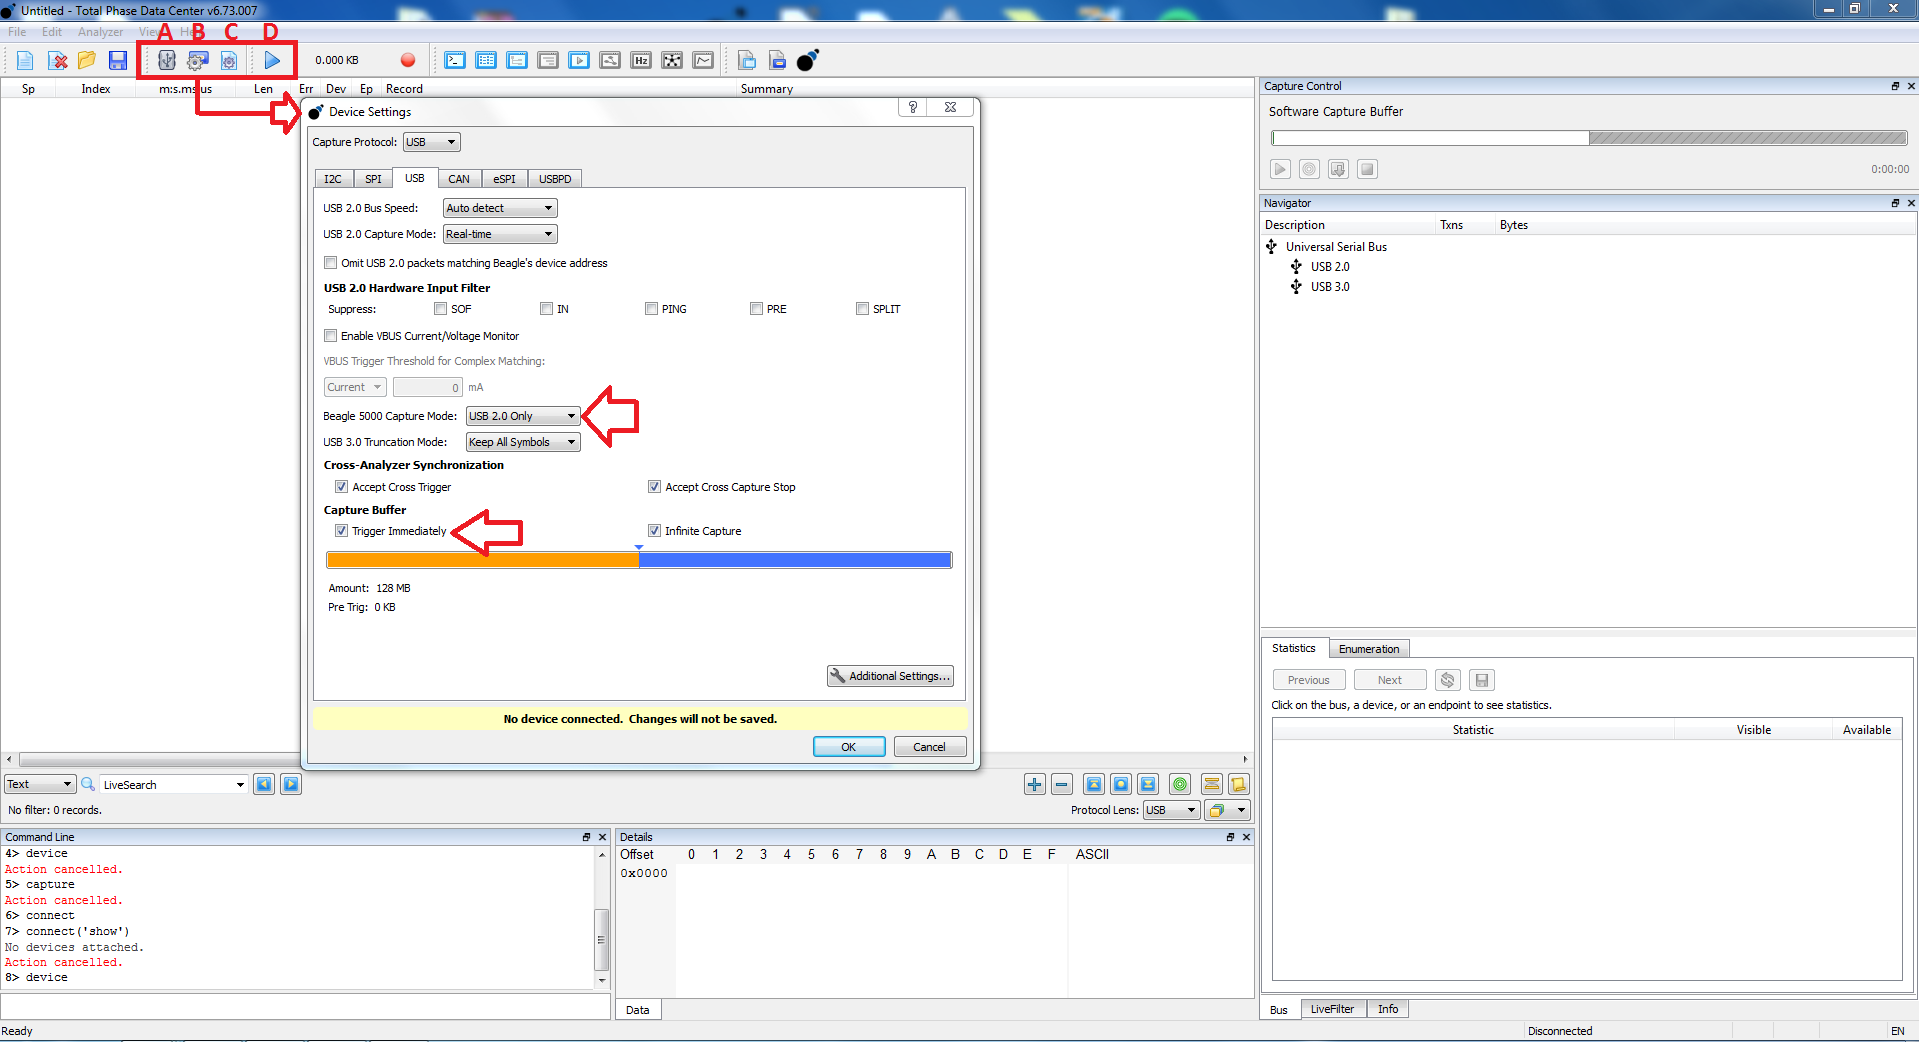 Untitled - Total Phase Data Center v6.73.007
File Edit Analyzer View Help
A B C D
0.000 KB
Hz
Sp Index m:s.ms.us Len Err Dev Ep Record Summary
Device Settings
Capture Protocol: USB
I2C SPI USB CAN eSPI USBPD
USB 2.0 Bus Speed: Auto detect
USB 2.0 Capture Mode: Real-time
Omit USB 2.0 packets matching Beagle's device address
USB 2.0 Hardware Input Filter
Suppress: SOF IN PING PRE SPLIT
Enable VBUS Current/Voltage Monitor
VBUS Trigger Threshold for Complex Matching:
Current 0 mA
Beagle 5000 Capture Mode: USB 2.0 Only
USB 3.0 Truncation Mode: Keep All Symbols
Cross-Analyzer Synchronization
Accept Cross Trigger Accept Cross Capture Stop
Capture Buffer
Trigger Immediately Infinite Capture
Amount: 128 MB
Pre Trig: 0 KB
Additional Settings...
No device connected. Changes will not be saved.
OK Cancel
Capture Control
Software Capture Buffer
0:00:00
Navigator
Description Txns Bytes
Universal Serial Bus
USB 2.0
USB 3.0
Statistics Enumeration
Previous Next
Click on the bus, a device, or an endpoint to see statistics.
Statistic Visible Available
Bus LiveFilter Info
Text LiveSearch
No filter: 0 records.
Protocol Lens: USB
Command Line
4> device
Action cancelled.
5> capture
Action cancelled.
6> connect
7> connect('show')
No devices attached.
Action cancelled.
8> device
Details
Offset 0 1 2 3 4 5 6 7 8 9 A B C D E F ASCII
0x0000
Data
Ready Disconnected EN